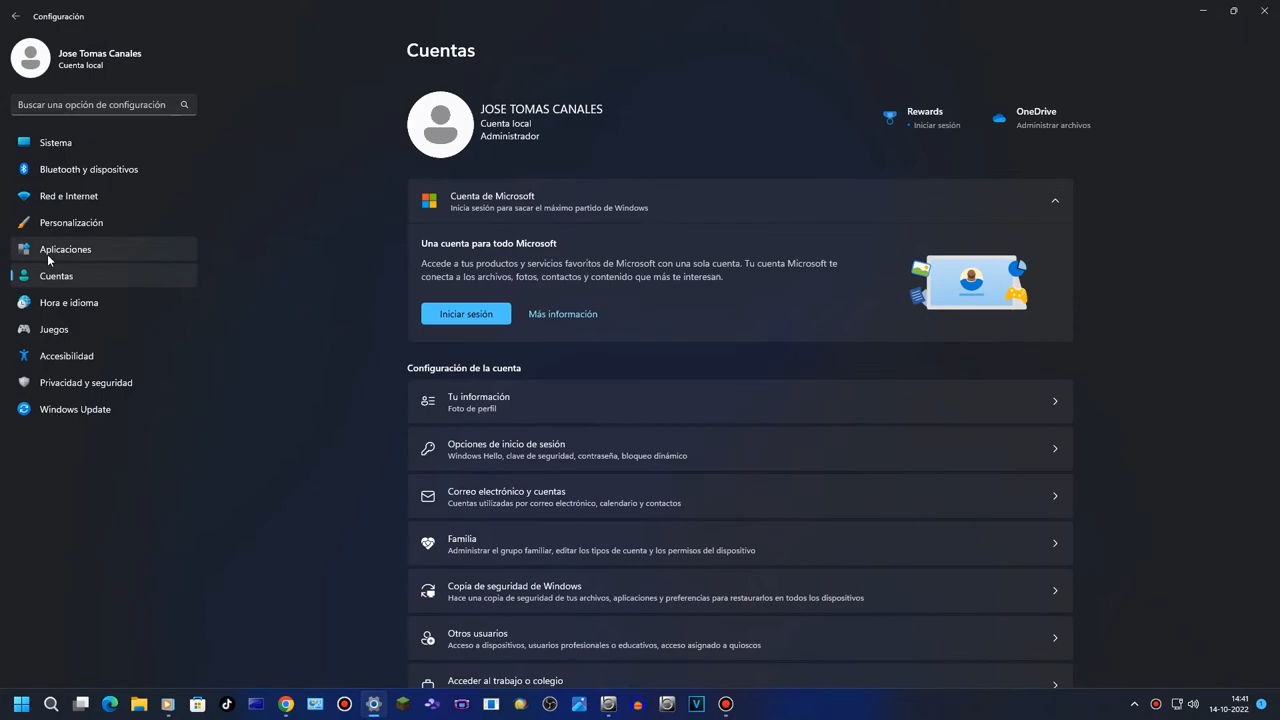 Configuración
Jose Tomas Canales
Cuenta local
Buscar una opción de configuración
Sistema
Bluetooth y dispositivos
Red e Internet
Personalización
Aplicaciones
Cuentas
Hora e idioma
Juegos
Accesibilidad
Privacidad y seguridad
Windows Update
Cuentas
JOSE TOMAS CANALES
Cuenta local
Administrador
Rewards
• Iniciar sesión
OneDrive
Administrar archivos
Cuenta de Microsoft
Inicia sesión para sacar el máximo partido de Windows
Una cuenta para todo Microsoft
Accede a tus productos y servicios favoritos de Microsoft con una sola cuenta. Tu cuenta Microsoft te
conecta a los archivos, fotos, contactos y contenido que más te interesan.
Iniciar sesión
Más información
Configuración de la cuenta
Tu información
Foto de perfil
Opciones de inicio de sesión
Windows Hello, clave de seguridad, contraseña, bloqueo dinámico
Correo electrónico y cuentas
Cuentas utilizadas por correo electrónico, calendario y contactos
Familia
Administrar el grupo familiar, editar los tipos de cuenta y los permisos del dispositivo
Copia de seguridad de Windows
Hace una copia de seguridad de tus archivos, aplicaciones y preferencias para restaurarlos en todos los dispositivos
Otros usuarios
Acceso a dispositivos, usuarios profesionales o educativos, acceso asignado a quioscos
Acceder al trabajo o colegio
14:41
14-10-2022